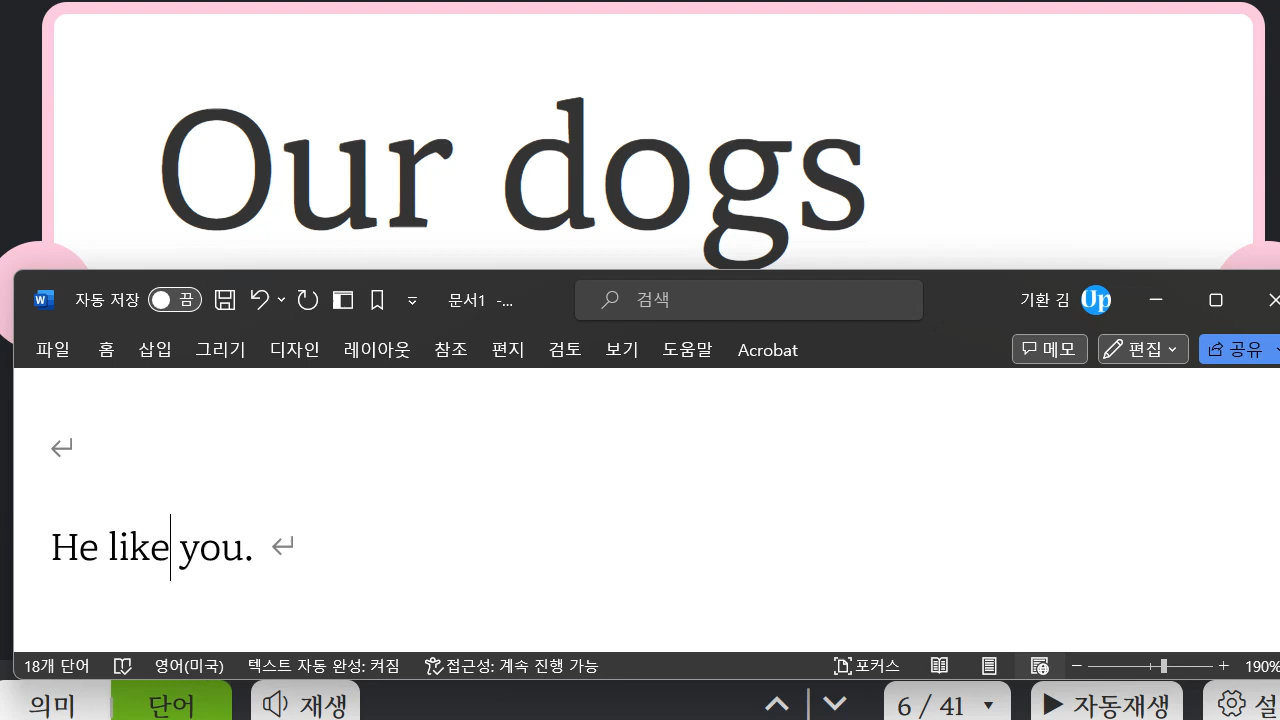 Our dogs
자동 저장 끔 문서1 -... 검색 기환 김 Up
파일 홈 삽입 그리기 디자인 레이아웃 참조 편지 검토 보기 도움말 Acrobat 메모 편집 공유
He like you.
18개 단어 영어(미국) 텍스트 자동 완성: 켜짐 접근성: 계속 진행 가능 포커스 190%
의미 단어 재생 6 / 41 자동재생 설